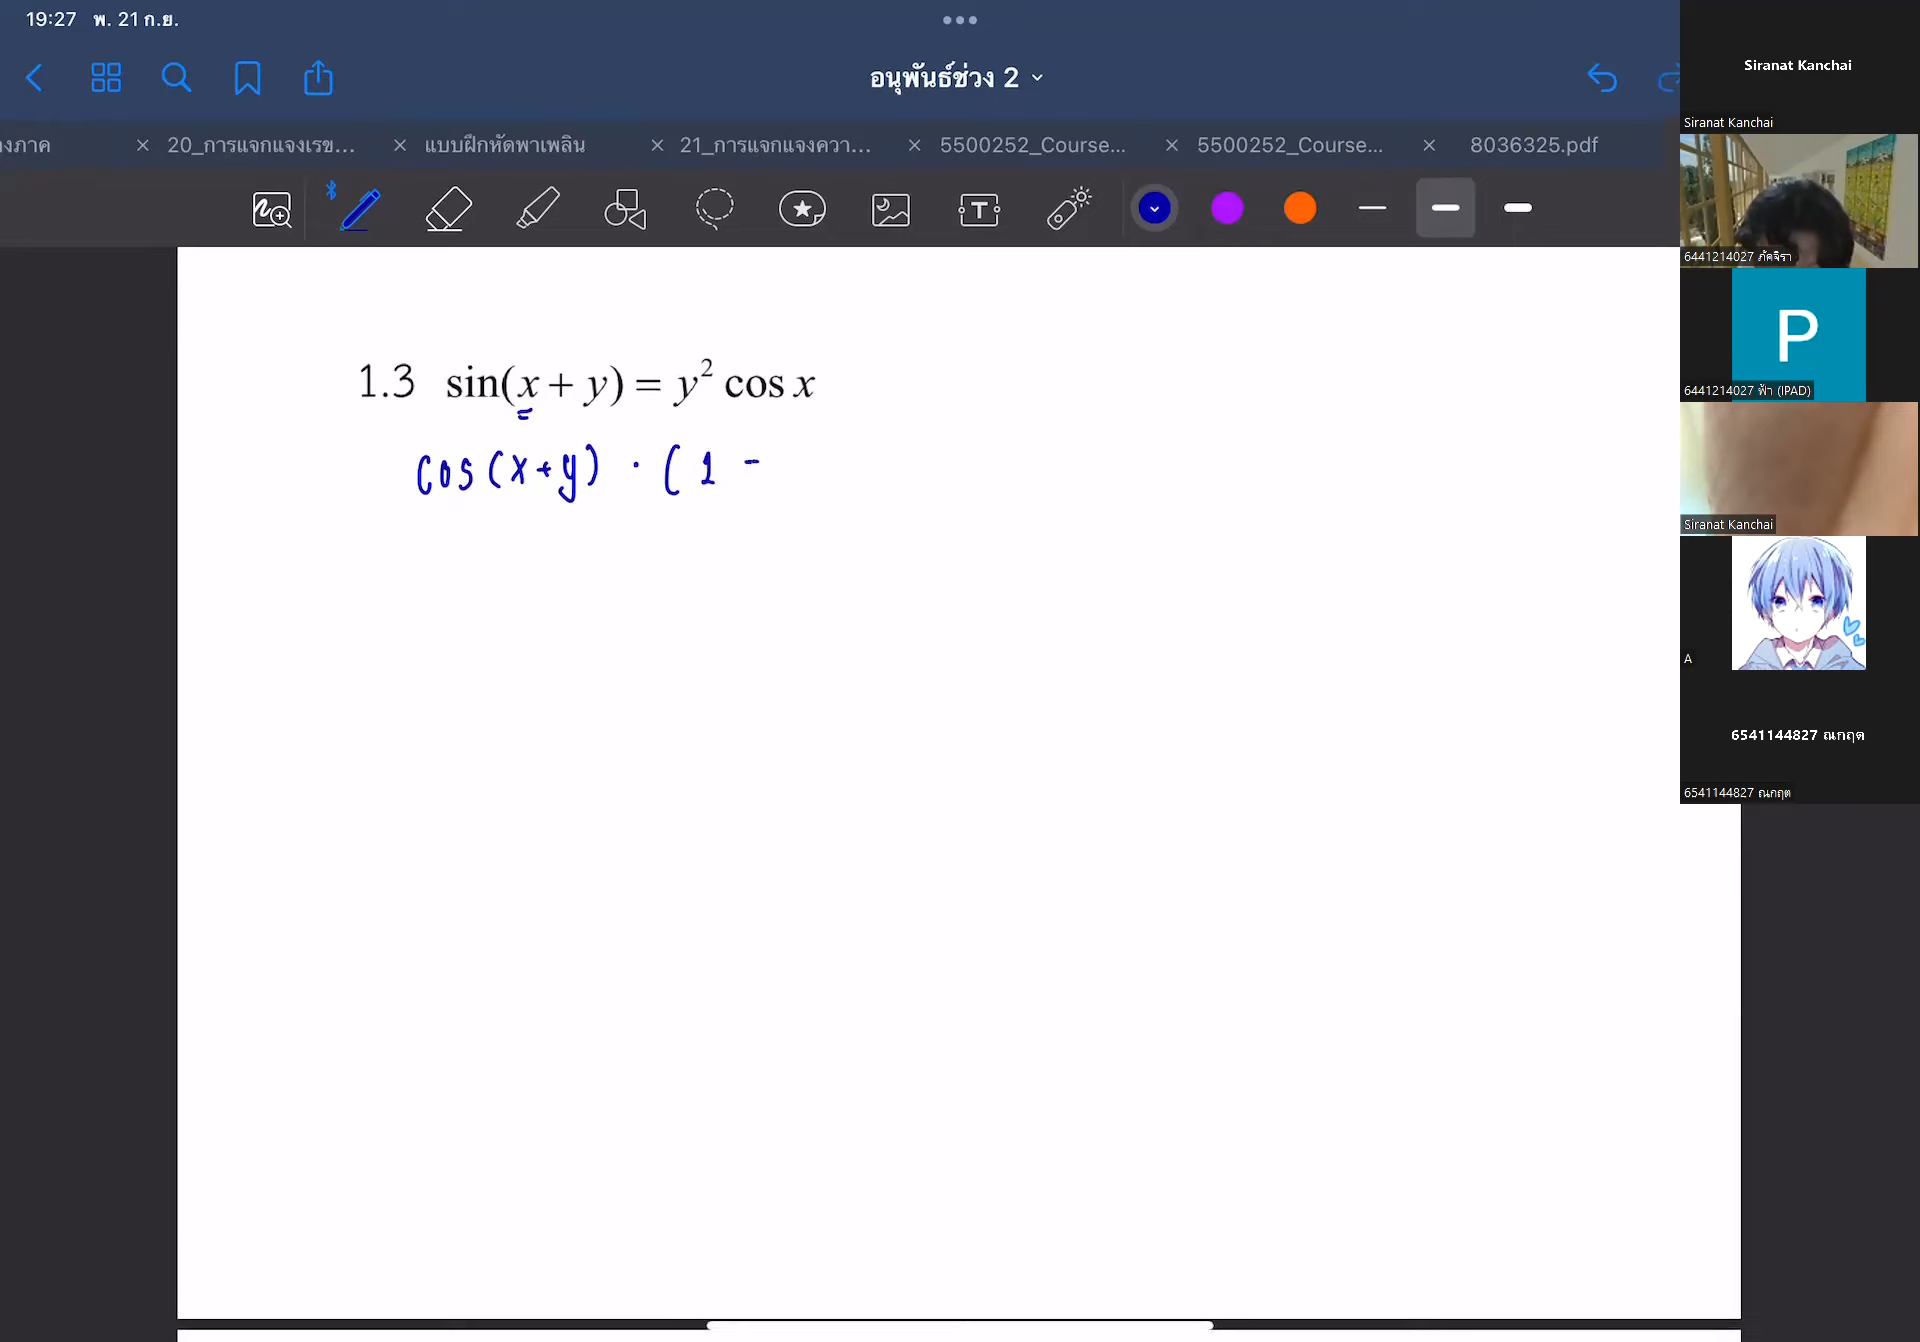 19:27 พ. 21 ก.ย.
อนุพันธ์ช่วง 2
งภาค
20_การแจกแจงเรข...
แบบฝึกหัดพาเพลิน
21_การแจกแจงควา...
5500252_Course...
5500252_Course...
8036325.pdf
T
1.3 sin(x + y) = y² cos x
cos(x+y) · ( 1 -
Siranat Kanchai
Siranat Kanchai
6441214027 ภัคจิรา
P
6441214027 ฟ้า (IPAD)
Siranat Kanchai
A
6541144827 ณกฤต
6541144827 ณกฤต